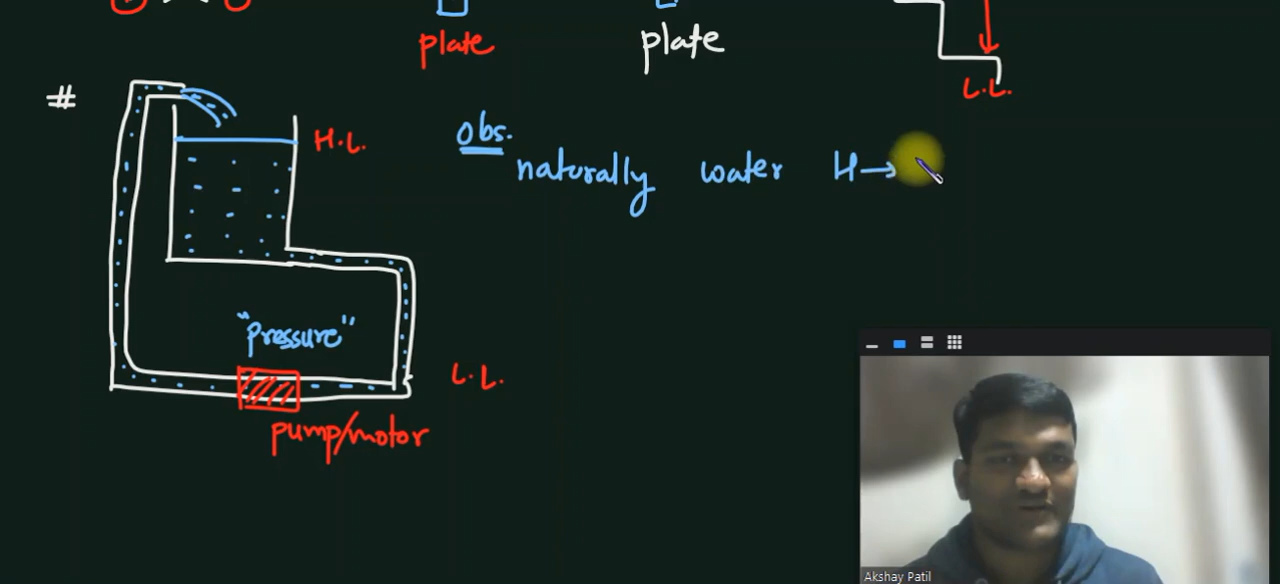 plate
plate
L.L.
#
H.L.
Obs.
naturally water H→
"Pressure"
L.L.
pump/motor
Akshay Patil